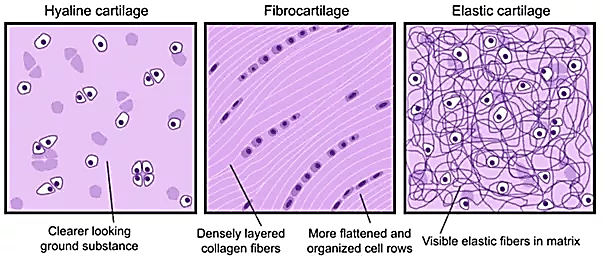 Hyaline cartilage
Fibrocartilage
Elastic cartilage
Clearer looking
ground substance
Densely layered
collagen fibers
More flattened and
organized cell rows
Visible elastic fibers in matrix